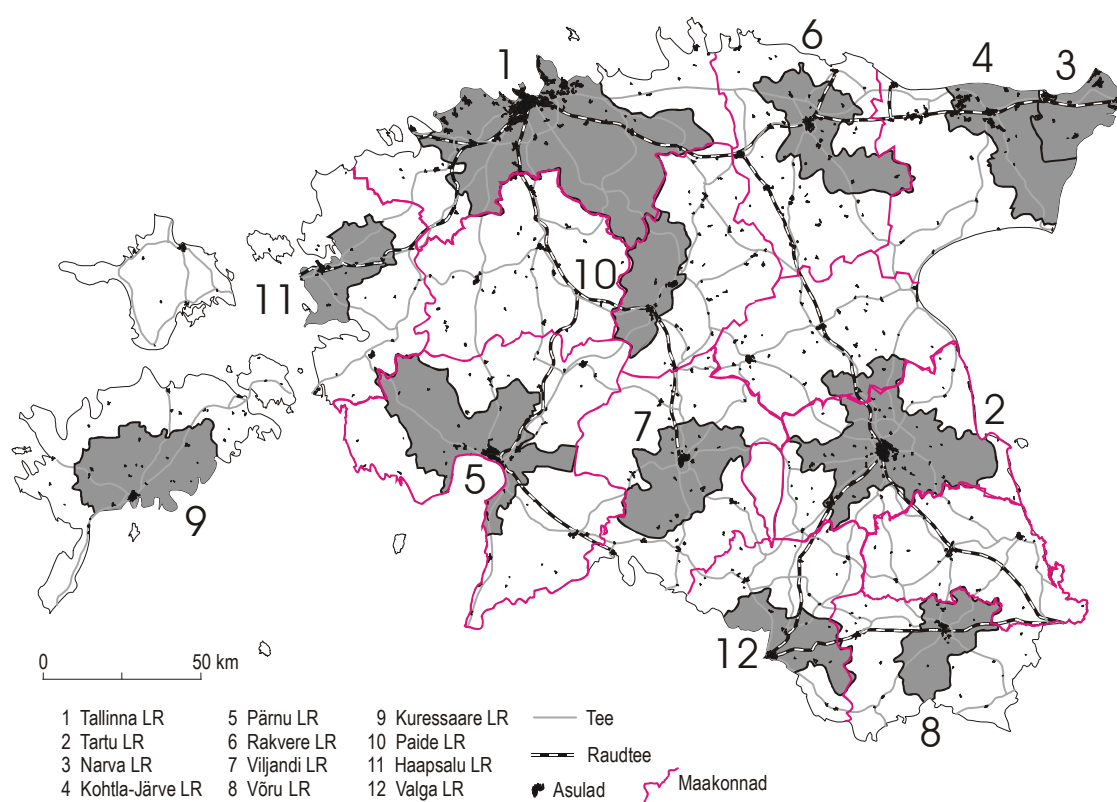 1
6
4
3
10
11
2
7
5
9
12
8
0 50 km
1 Tallinna LR
2 Tartu LR
3 Narva LR
4 Kohtla-Järve LR
5 Pärnu LR
6 Rakvere LR
7 Viljandi LR
8 Võru LR
9 Kuressaare LR
10 Paide LR
11 Haapsalu LR
12 Valga LR
Tee
Raudtee
Asulad
Maakonnad